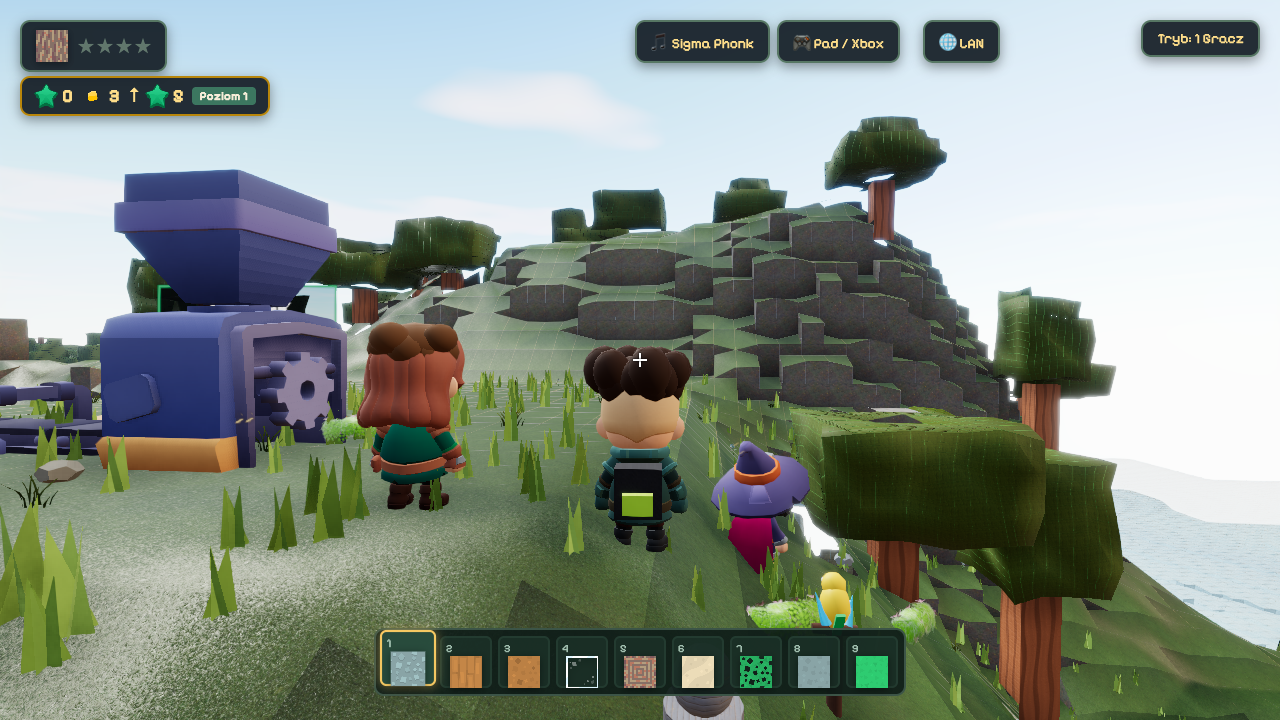 Sigma Phonk
Pad / Xbox
LAN
Tryb: 1 Gracz
0 3 ↑ 8 Poziom 1
1 2 3 4 5 6 7 8 9